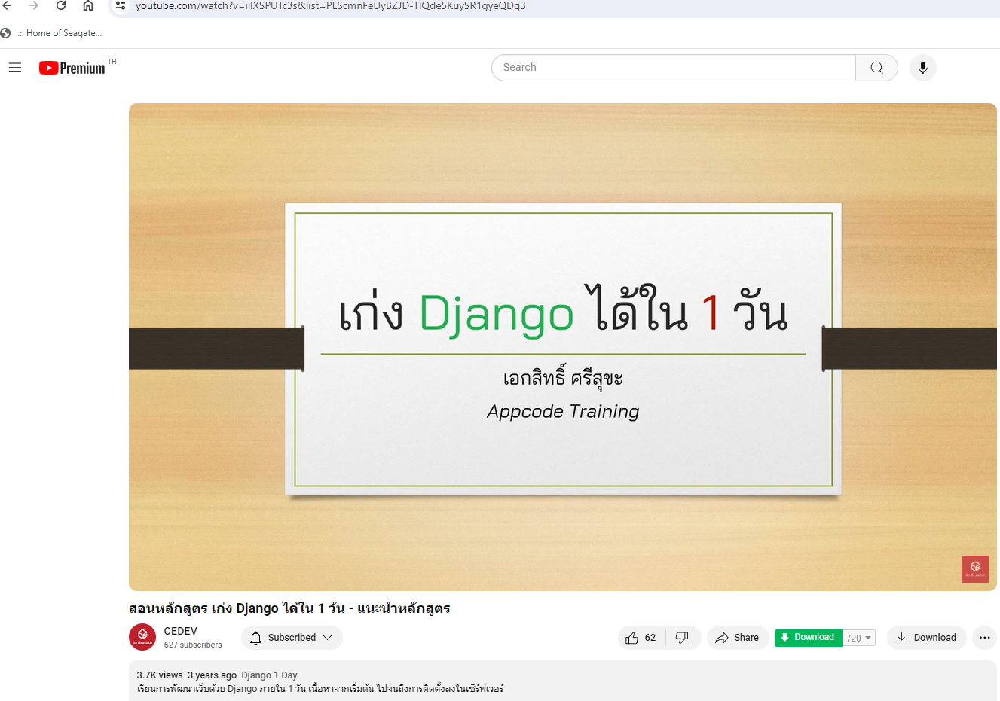 youtube.com/watch?v=iiIXSPUTc3s&list=PLScmnFeUyBZJD-TlQde5KuySR1gyeQDg3
..:: Home of Seagate...
Premium TH
Search
เก่ง Django ได้ใน 1 วัน
เอกสิทธิ์ ศรีสุขะ
Appcode Training
สอนหลักสูตร เก่ง Django ได้ใน 1 วัน - แนะนำหลักสูตร
CEDEV
627 subscribers
Subscribed
62
Share
Download
720
Download
3.7K views 3 years ago Django 1 Day
เรียนการพัฒนาเว็บด้วย Django ภายใน 1 วัน เนื้อหาจากเริ่มต้น ไปจนถึงการติดตั้งลงในเซิร์ฟเวอร์